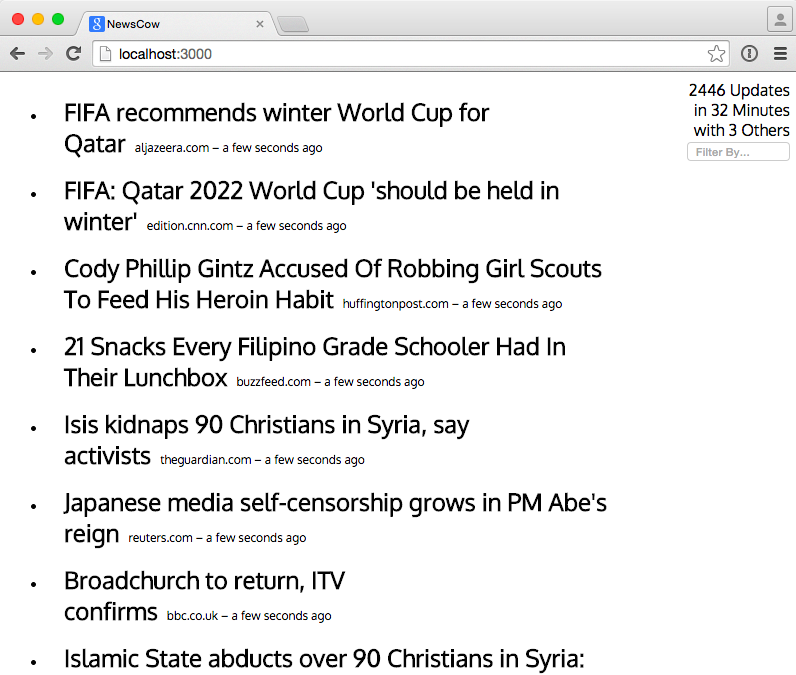 NewsCow
localhost:3000
2446 Updates
in 32 Minutes
with 3 Others
Filter By...
FIFA recommends winter World Cup for
Qatar aljazeera.com – a few seconds ago
FIFA: Qatar 2022 World Cup 'should be held in
winter' edition.cnn.com – a few seconds ago
Cody Phillip Gintz Accused Of Robbing Girl Scouts
To Feed His Heroin Habit huffingtonpost.com – a few seconds ago
21 Snacks Every Filipino Grade Schooler Had In
Their Lunchbox buzzfeed.com – a few seconds ago
Isis kidnaps 90 Christians in Syria, say
activists theguardian.com – a few seconds ago
Japanese media self-censorship grows in PM Abe's
reign reuters.com – a few seconds ago
Broadchurch to return, ITV
confirms bbc.co.uk – a few seconds ago
Islamic State abducts over 90 Christians in Syria: